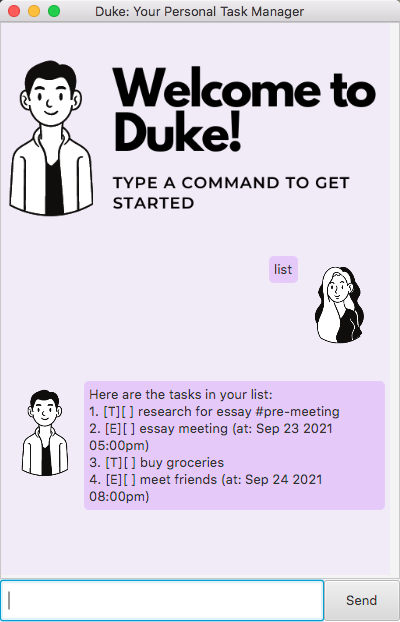 Duke: Your Personal Task Manager
Welcome to
Duke!
TYPE A COMMAND TO GET
STARTED
list
Here are the tasks in your list:
1. [T][ ] research for essay #pre-meeting
2. [E][ ] essay meeting (at: Sep 23 2021
05:00pm)
3. [T][ ] buy groceries
4. [E][ ] meet friends (at: Sep 24 2021
08:00pm)
Send